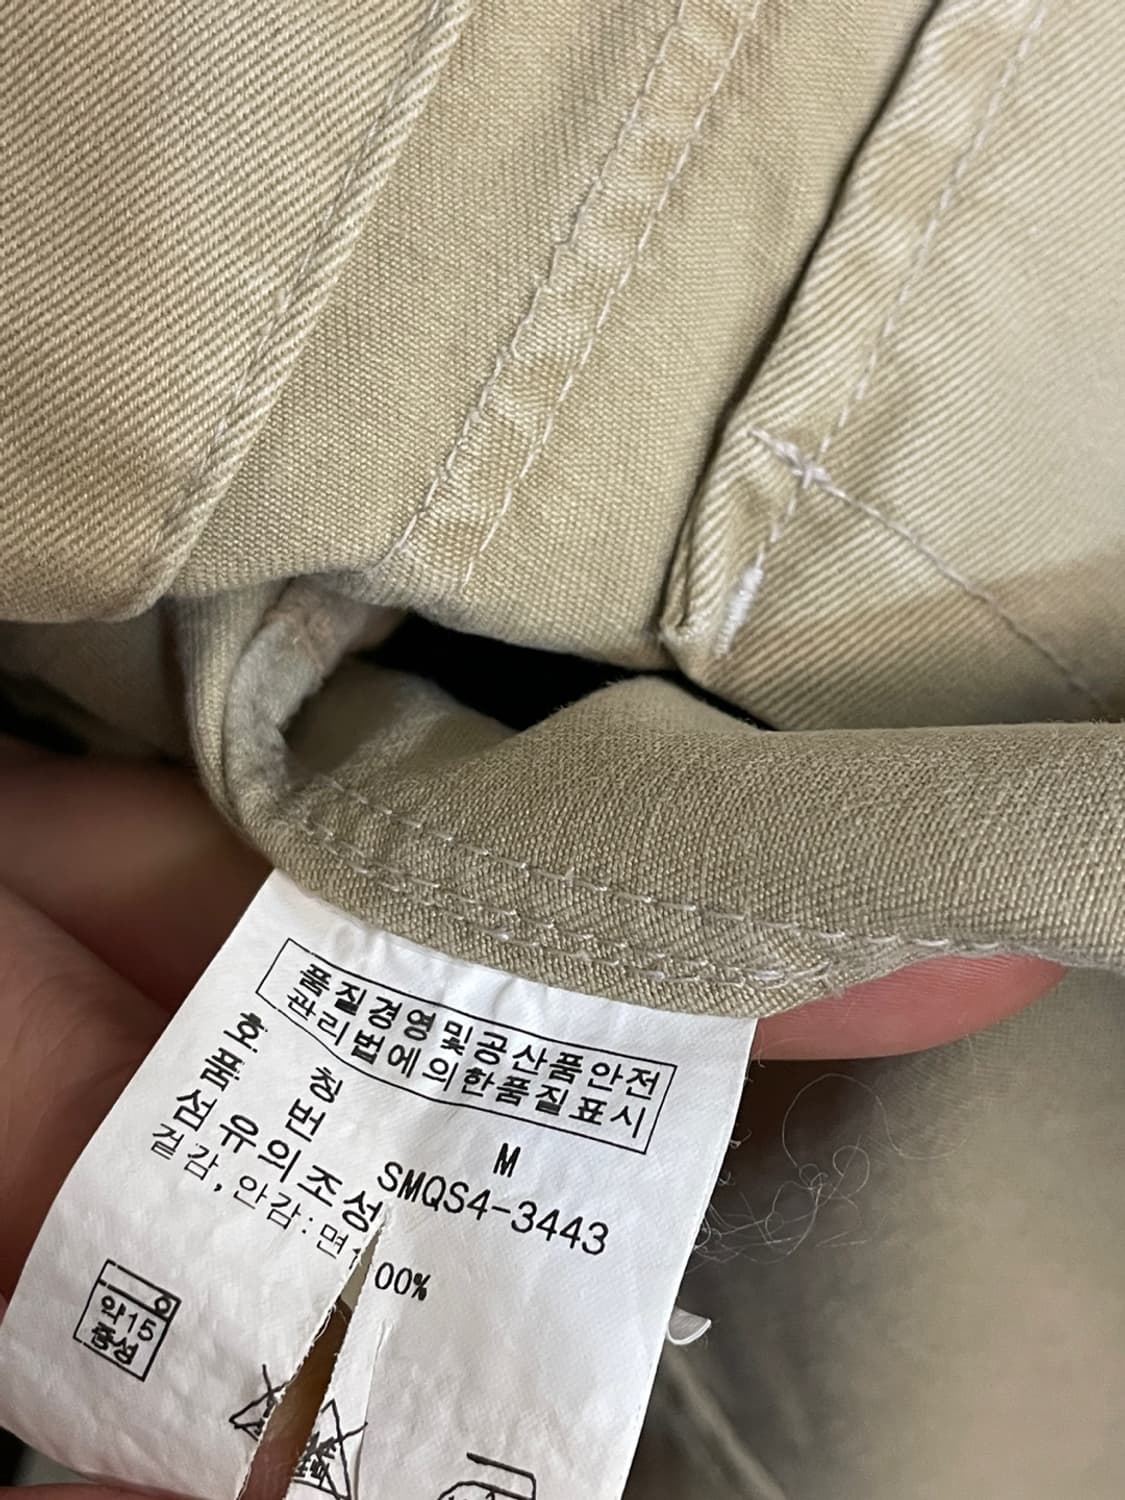 품질경영및공산품안전
관리법에의한품질표시
호 칭 M
품 번 SMQS4-3443
섬유의조성
겉감,안감:면 00%
약15
중성